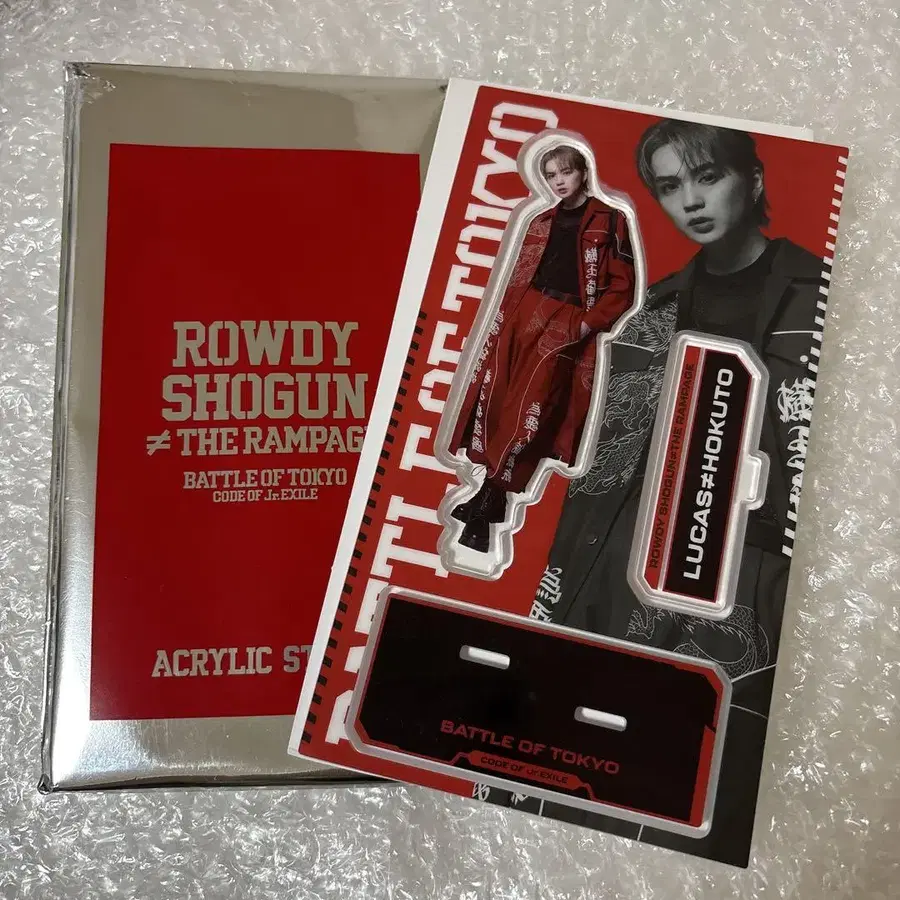 ROWDY
SHOGUN
≠ THE RAMPAG
BATTLE OF TOKYO
CODE OF Jr.EXILE
ACRYLIC ST
BATTLE OF TOKYO
ROWDY SHOGUN≠THE RAMPAGE
LUCAS≠HOKUTO
BATTLE OF TOKYO
CODE OF Jr.EXILE